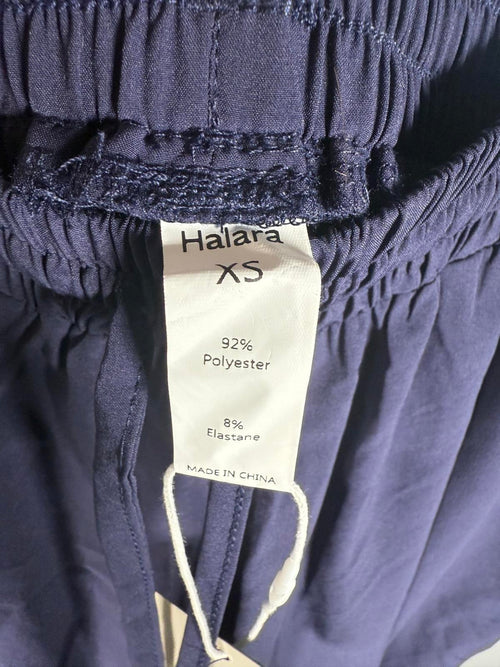 Halara
XS
92%
Polyester
8%
Elastane
MADE IN CHINA